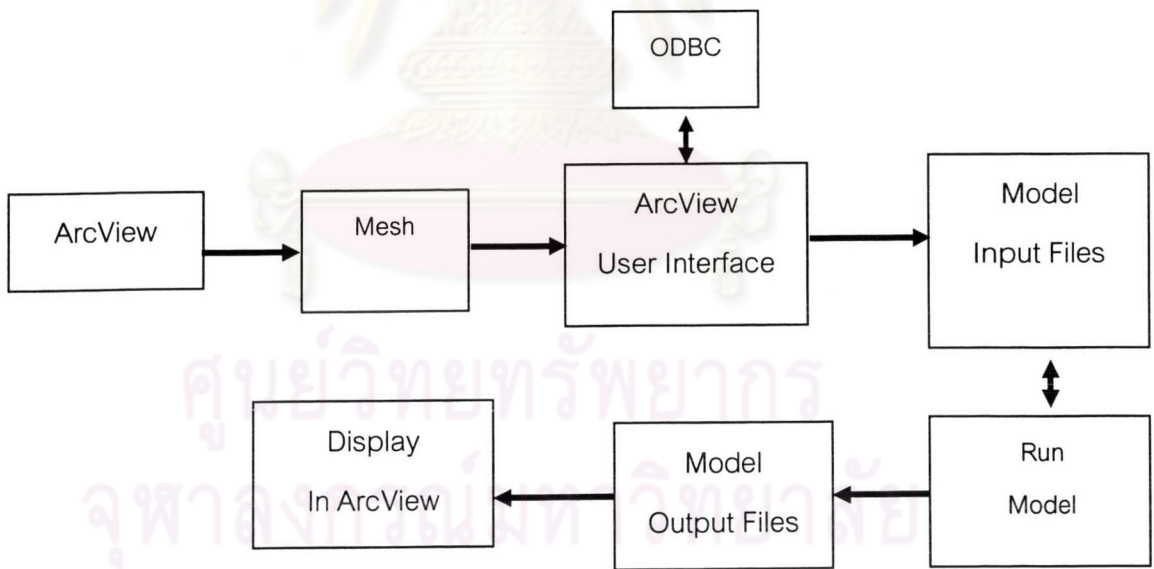 ODBC
ArcView
Mesh
ArcView
User Interface
Model
Input Files
Display
In ArcView
Model
Output Files
Run
Model
ศูนย์วิทยทรัพยากร
จุฬาลงกรณ์มหาวิทยาลัย